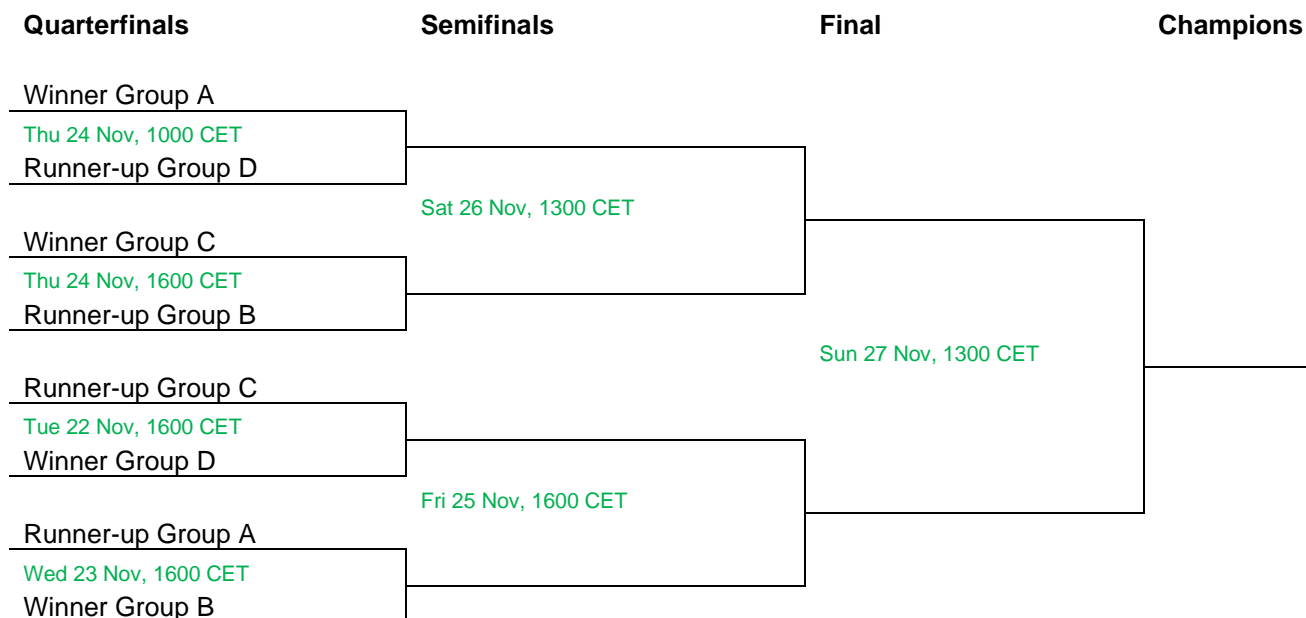 Quarterfinals Semifinals Final Champions
Winner Group A
Thu 24 Nov, 1000 CET
Runner-up Group D
Sat 26 Nov, 1300 CET
Winner Group C
Thu 24 Nov, 1600 CET
Runner-up Group B
Sun 27 Nov, 1300 CET
Runner-up Group C
Tue 22 Nov, 1600 CET
Winner Group D
Fri 25 Nov, 1600 CET
Runner-up Group A
Wed 23 Nov, 1600 CET
Winner Group B